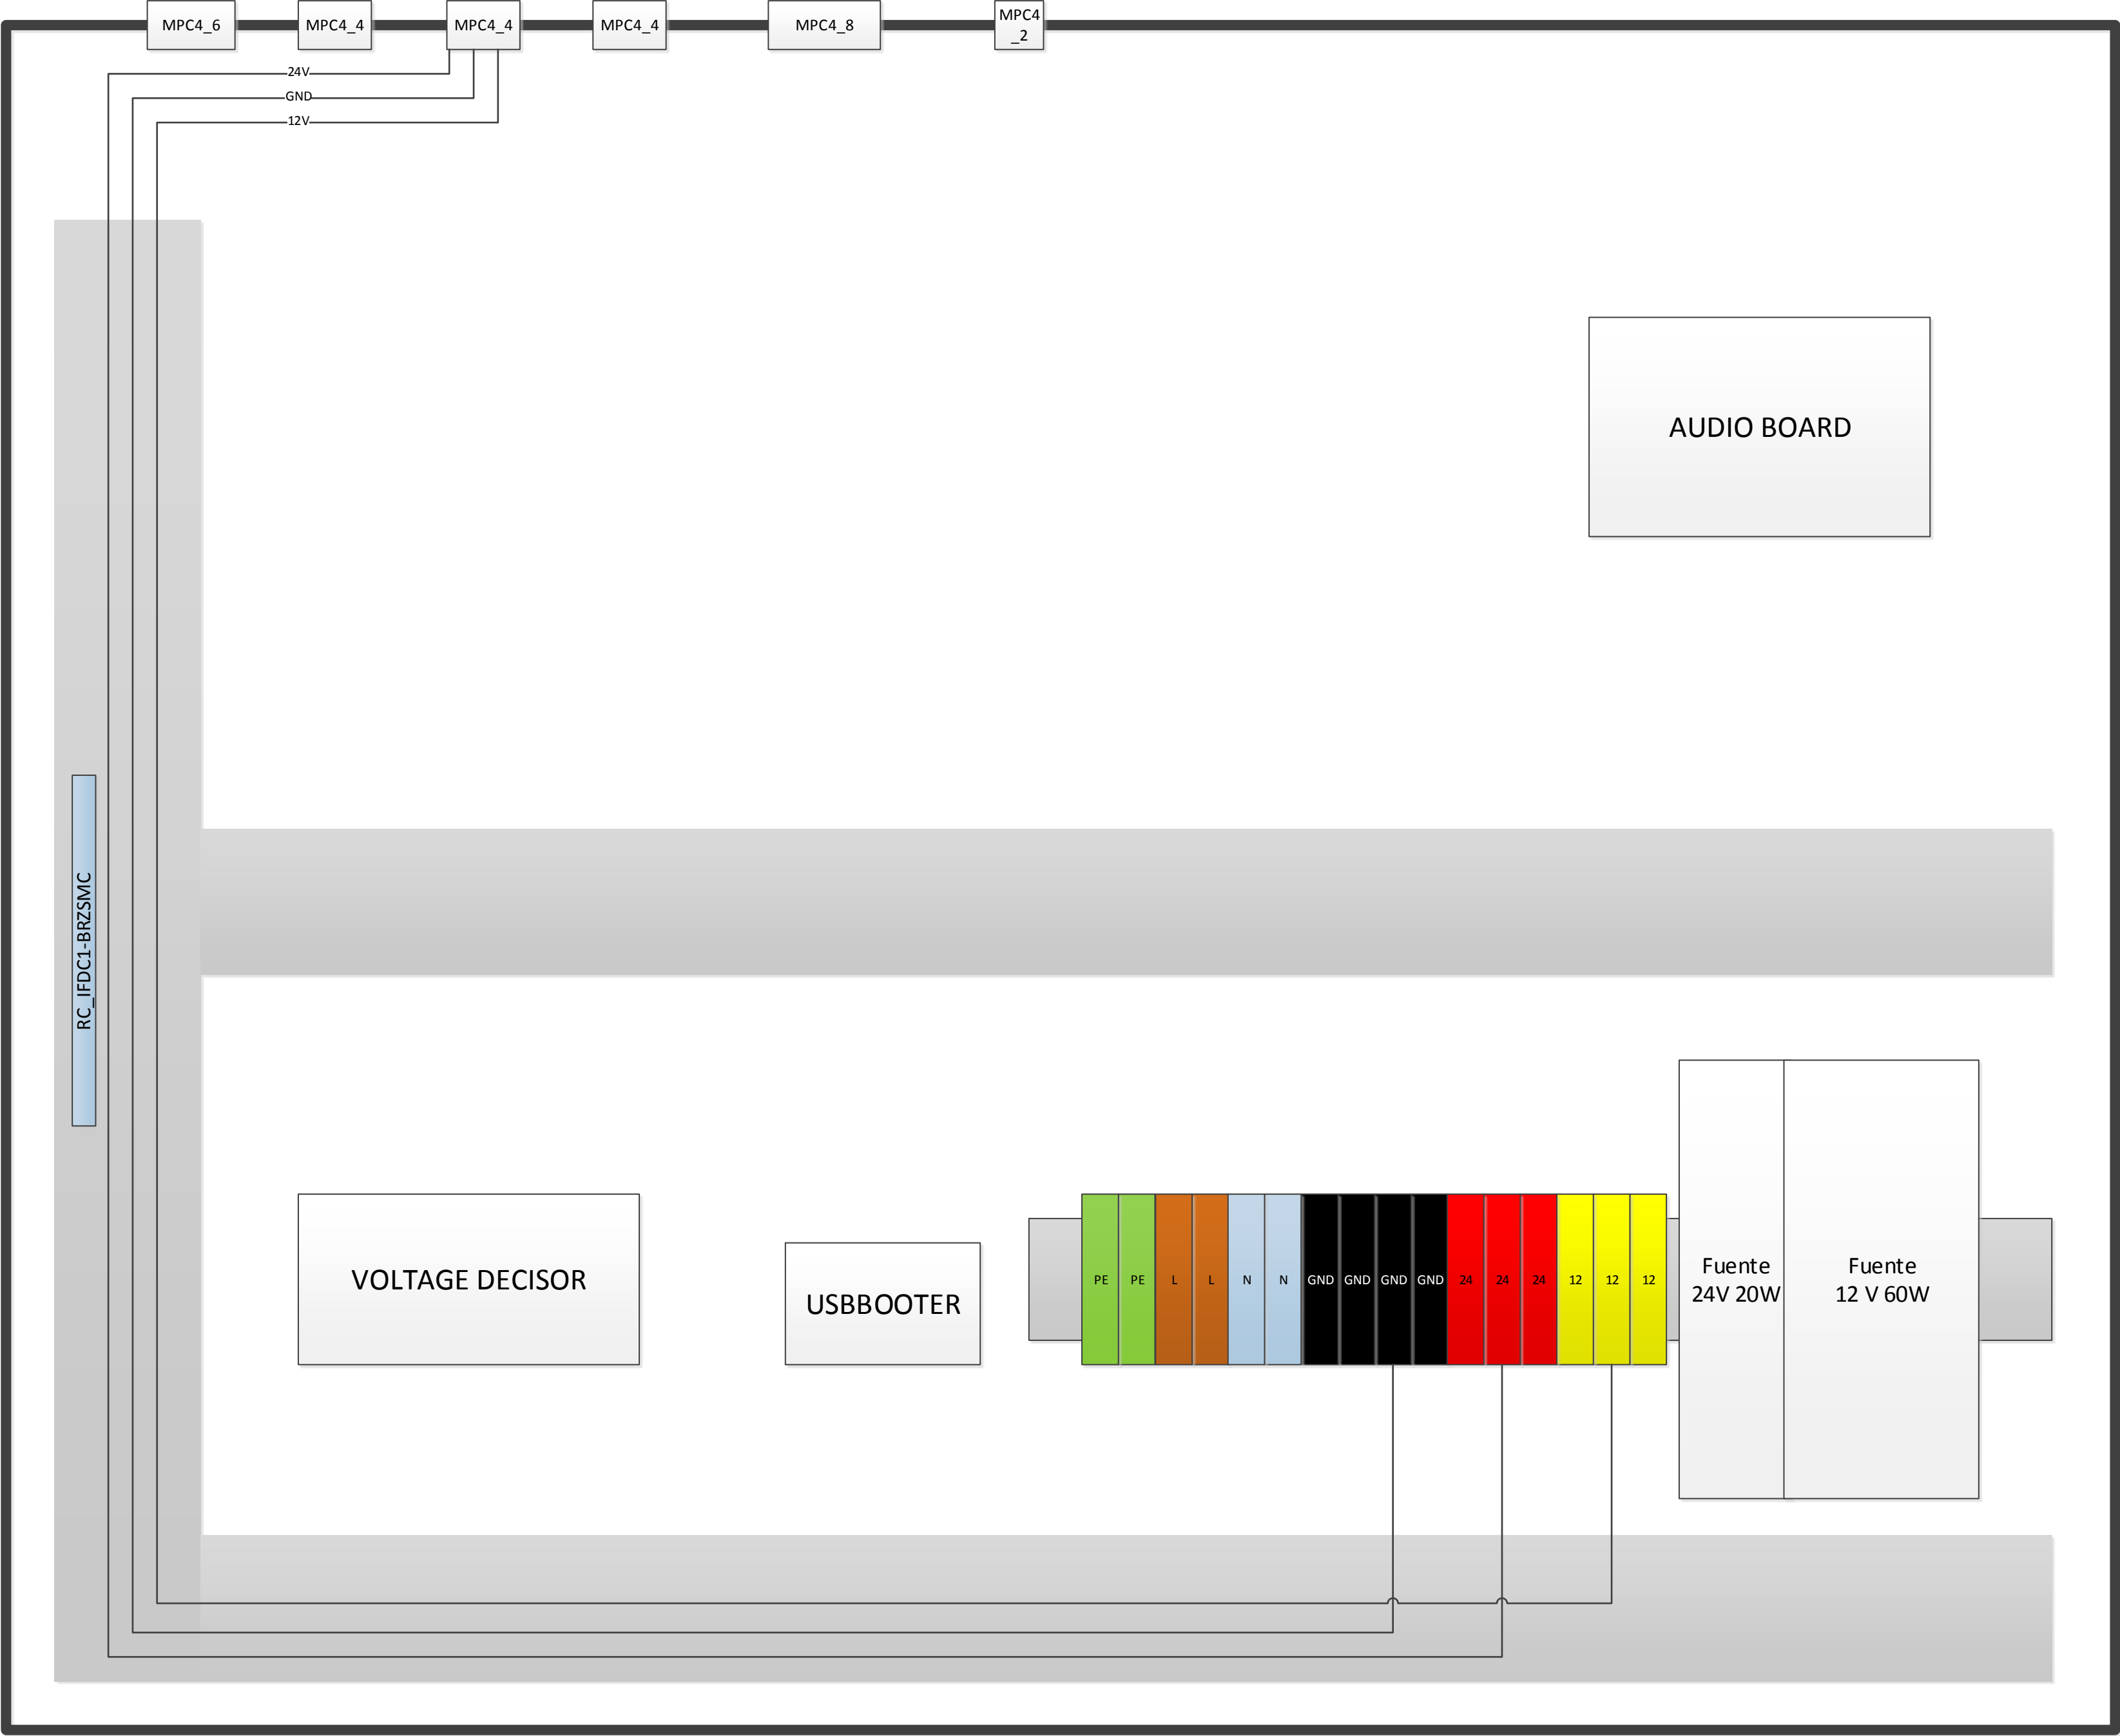 MPC4_6
MPC4_4
MPC4_4
MPC4_4
MPC4_8
MPC4
_2
24V
GND
12V
AUDIO BOARD
RC_IFDC1-BRZSMC
VOLTAGE DECISOR
USBBOOTER
PE
PE
L
L
N
N
GND
GND
GND
GND
24
24
24
12
12
12
Fuente
24V 20W
Fuente
12 V 60W